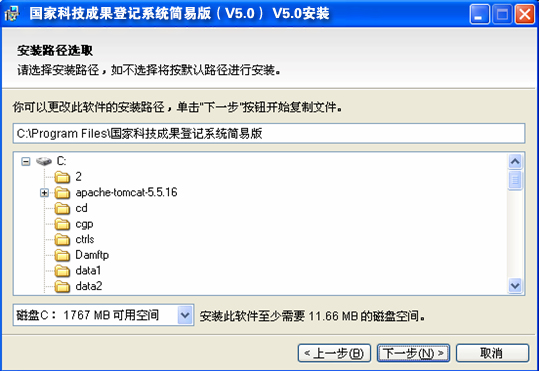 国家科技成果登记系统简易版（V5.0） V5.0安装
安装路径选取
请选择安装路径，如不选择将按默认路径进行安装。
你可以更改此软件的安装路径，单击"下一步"按钮开始复制文件。
C:\Program Files\国家科技成果登记系统简易版
C:
2
apache-tomcat-5.5.16
cd
cgp
ctrls
Damftp
data1
data2
磁盘C： 1767 MB 可用空间
安装此软件至少需要 11.66 MB 的磁盘空间。
< 上一步(B)
下一步(N) >
取消